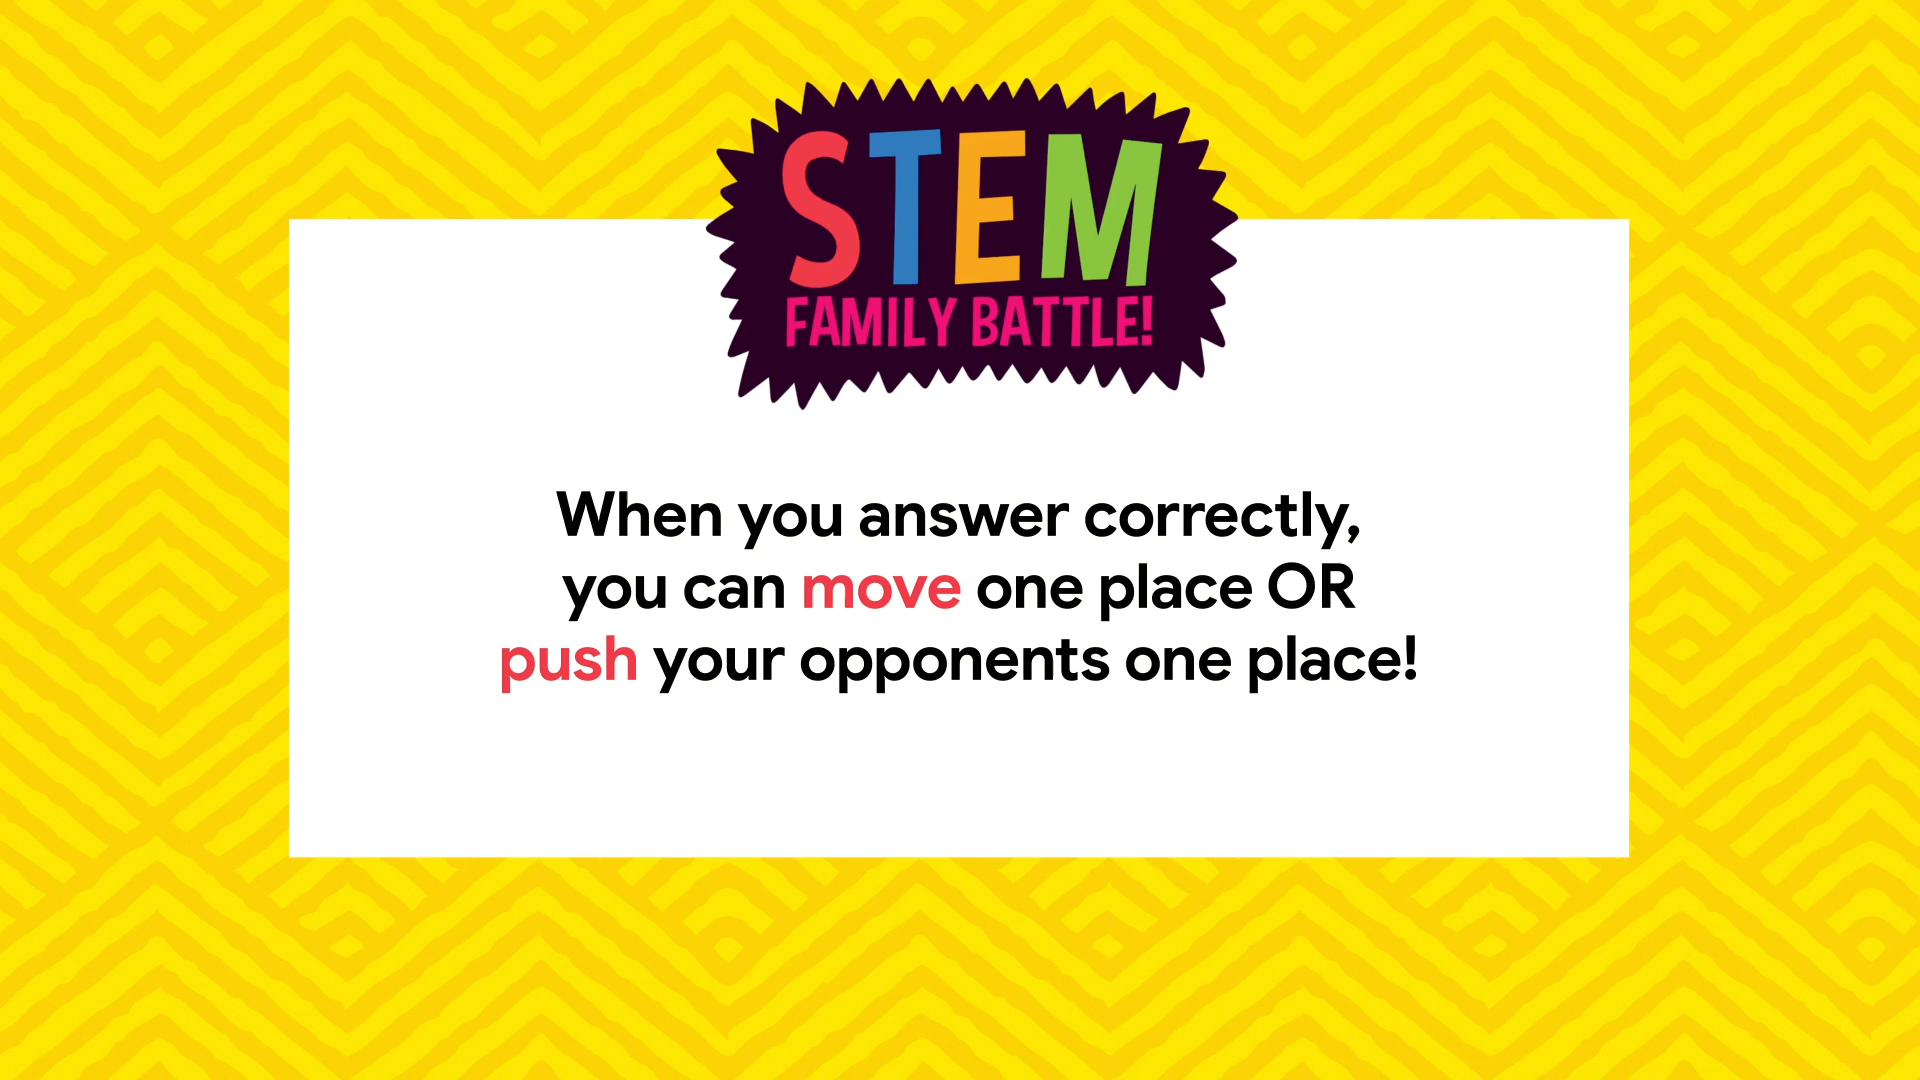 STEM
FAMILY BATTLE!
When you answer correctly,
you can move one place OR
push your opponents one place!